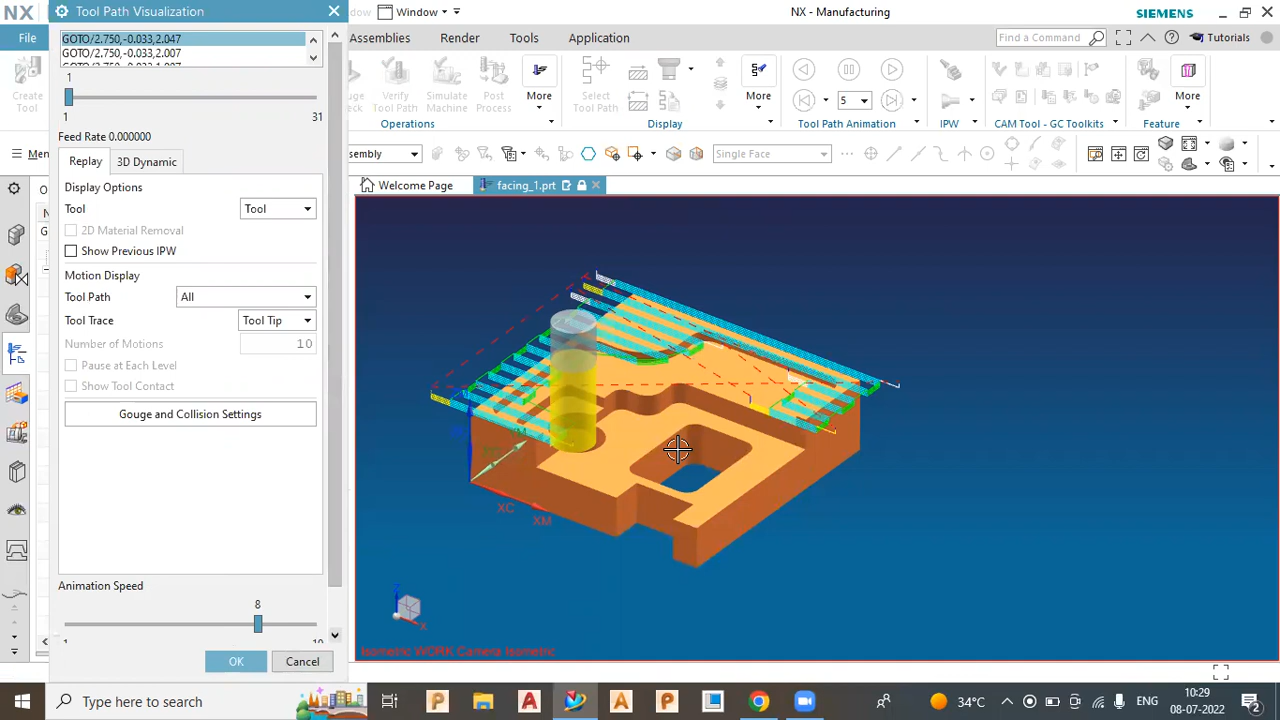 NX
Tool Path Visualization
dow
Window
NX - Manufacturing
SIEMENS
File
Assemblies
Render
Tools
Application
Find a Command
Tutorials
GOTO/2.750,-0.033,2.047
GOTO/2.750,-0.033,2.007
1
1
31
Feed Rate 0.000000
Replay
3D Dynamic
Display Options
Tool
Tool
2D Material Removal
Show Previous IPW
Motion Display
Tool Path
All
Tool Trace
Tool Tip
Number of Motions
10
Pause at Each Level
Show Tool Contact
Gouge and Collision Settings
Animation Speed
8
1
10
OK
Cancel
Create
Tool
Verify
Tool Path
Simulate
Machine
Post
Process
More
Operations
Select
Tool Path
More
Display
5
Tool Path Animation
IPW
CAM Tool - GC Toolkits
More
Feature
Men
sembly
Single Face
Welcome Page
facing_1.prt
XC
XM
X
Isometric WORK Camera Isometric
Type here to search
34°C
ENG
10:29
08-07-2022
2